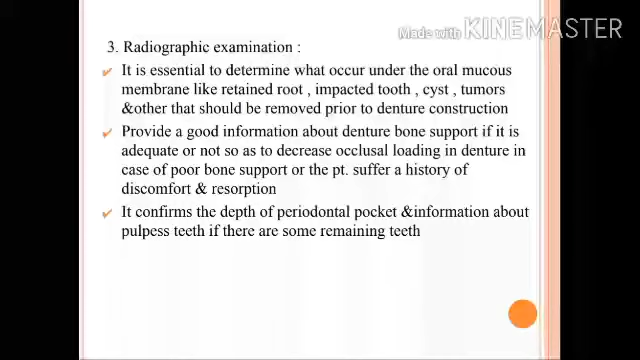 Made with KINEMASTER
3. Radiographic examination :
It is essential to determine what occur under the oral mucous
membrane like retained root , impacted tooth , cyst , tumors
&other that should be removed prior to denture construction
Provide a good information about denture bone support if it is
adequate or not so as to decrease occlusal loading in denture in
case of poor bone support or the pt. suffer a history of
discomfort & resorption
It confirms the depth of periodontal pocket &information about
pulpess teeth if there are some remaining teeth